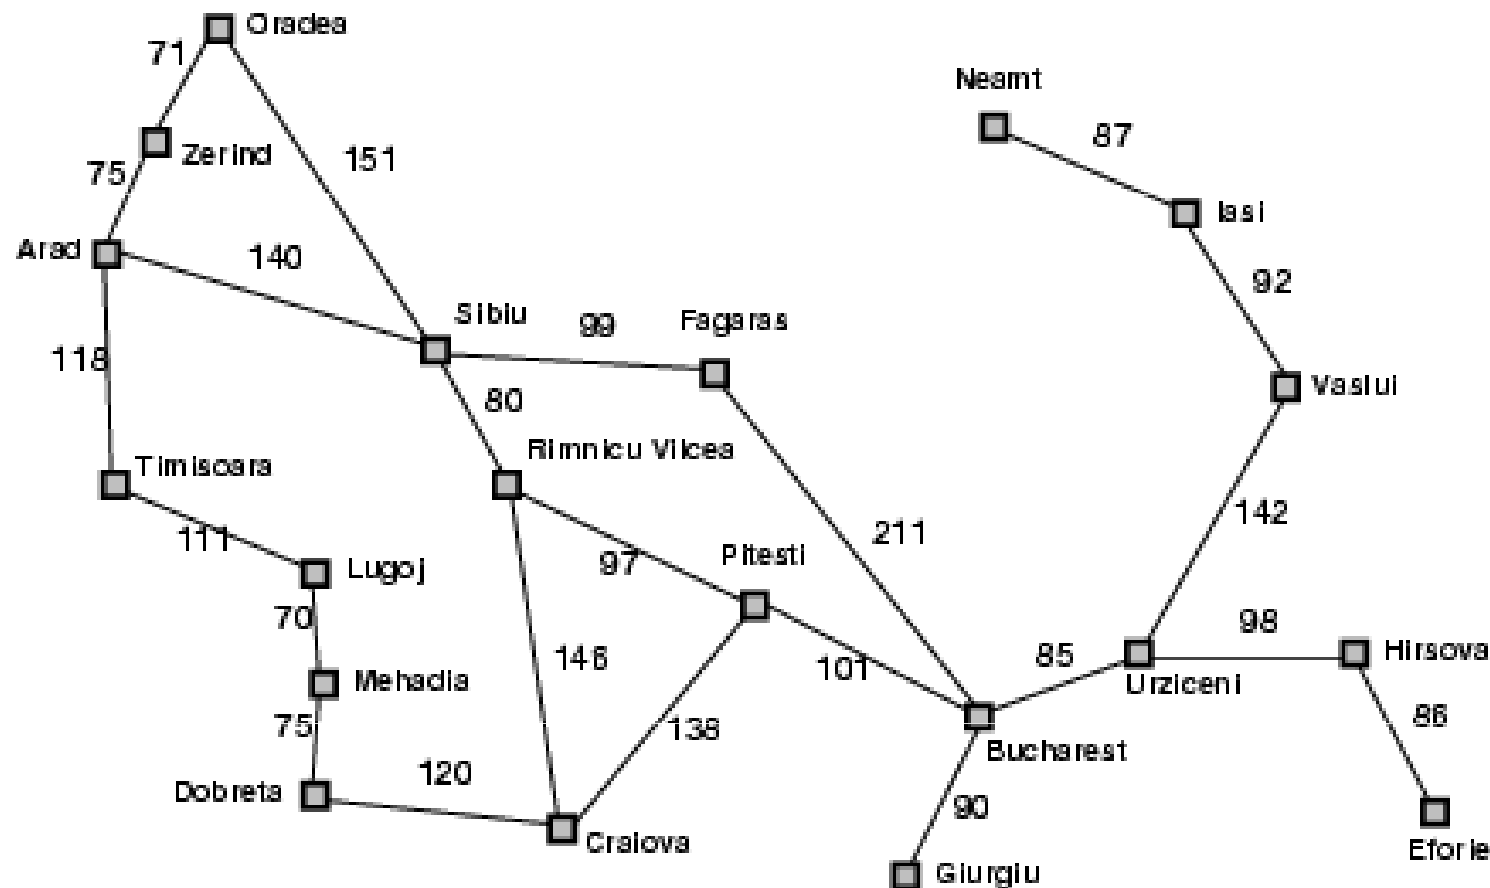 Oradea
71
Neamt
87
Zerind
151
75
Iasi
Arad
140
92
Sibiu
99
Fagaras
118
80
Vaslui
Rimnicu Vilcea
Timisoara
142
111
211
Lugoj
97
Pitesti
70
98
146
101
85
Hirsova
Mehadia
Urziceni
75
138
86
Bucharest
120
Dobreta
90
Craiova
Eforie
Giurgiu